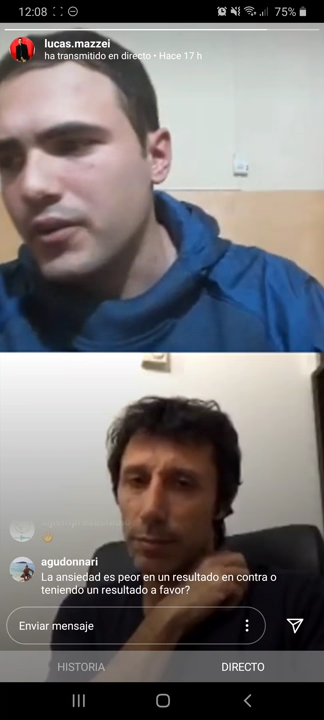 12:08
75%
lucas.mazzei
ha transmitido en directo • Hace 17 h
agudonnari
La ansiedad es peor en un resultado en contra o
teniendo un resultado a favor?
Enviar mensaje
HISTORIA
DIRECTO